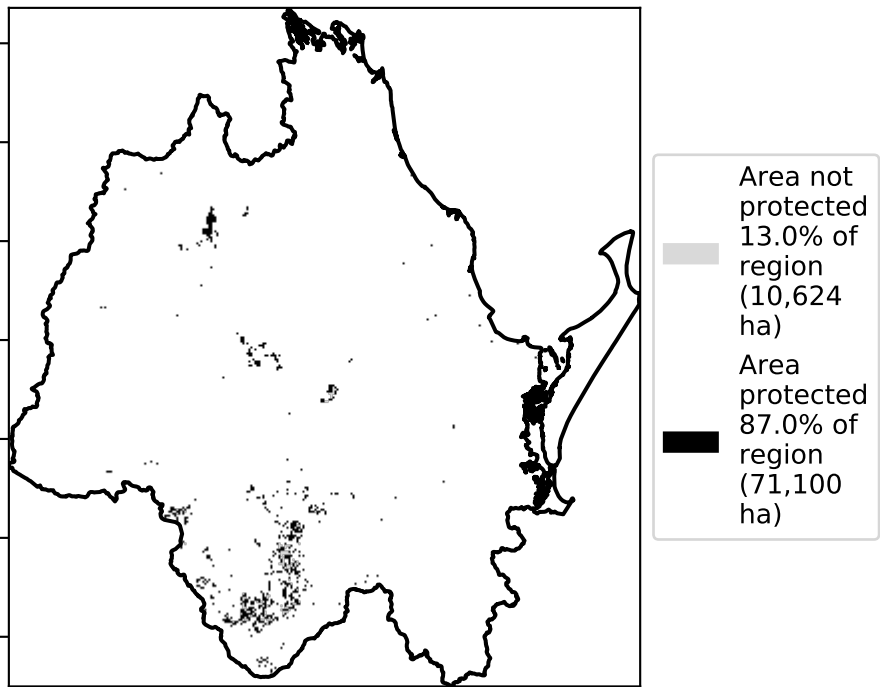 Area not
protected
13.0% of
region
(10,624
ha)
Area
protected
87.0% of
region
(71,100
ha)